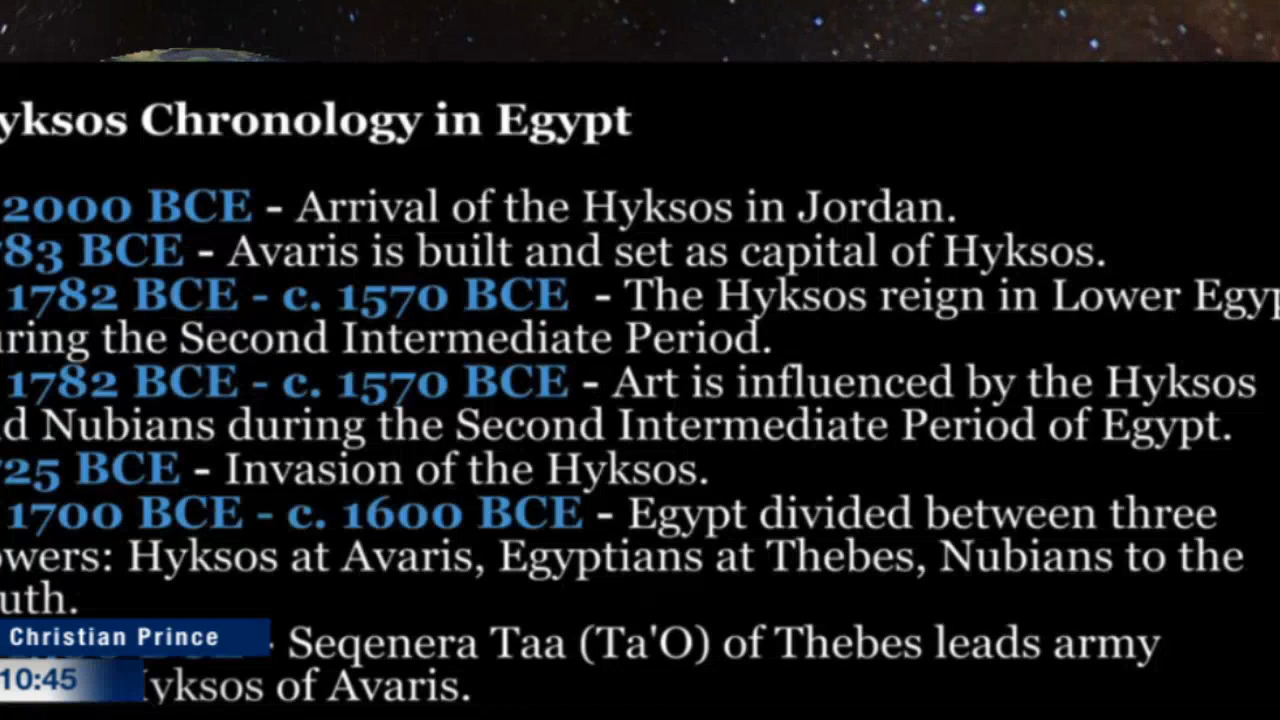 yksos Chronology in Egypt
2000 BCE - Arrival of the Hyksos in Jordan.
83 BCE - Avaris is built and set as capital of Hyksos.
1782 BCE - c. 1570 BCE - The Hyksos reign in Lower Egyp
ring the Second Intermediate Period.
1782 BCE - c. 1570 BCE - Art is influenced by the Hyksos
d Nubians during the Second Intermediate Period of Egypt.
25 BCE - Invasion of the Hyksos.
1700 BCE - c. 1600 BCE - Egypt divided between three
owers: Hyksos at Avaris, Egyptians at Thebes, Nubians to the
uth.
Christian Prince
- Seqenera Taa (Ta'O) of Thebes leads army
10:45
yksos of Avaris.